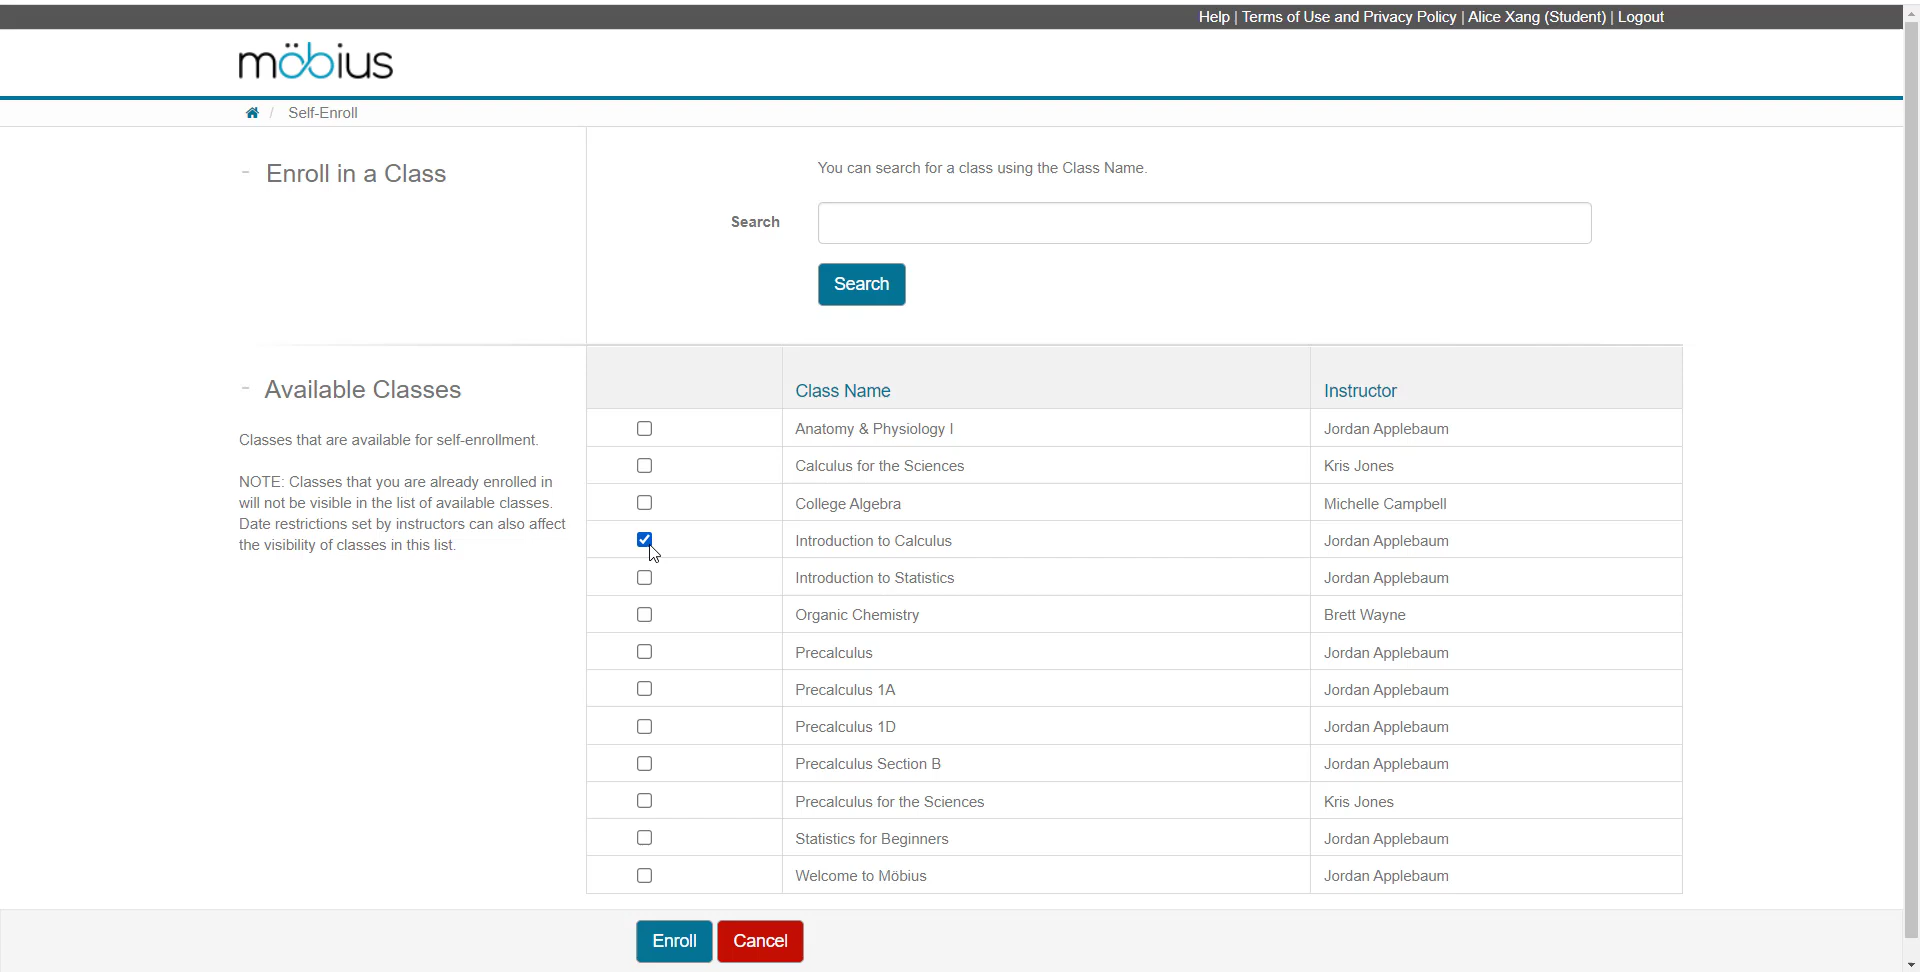 Help | Terms of Use and Privacy Policy | Alice Xang (Student) | Logout
möbius
/ Self-Enroll
- Enroll in a Class
You can search for a class using the Class Name.
Search
Search
- Available Classes
Classes that are available for self-enrollment.
NOTE: Classes that you are already enrolled in
will not be visible in the list of available classes.
Date restrictions set by instructors can also affect
the visibility of classes in this list.
Class Name Instructor
Anatomy & Physiology I Jordan Applebaum
Calculus for the Sciences Kris Jones
College Algebra Michelle Campbell
Introduction to Calculus Jordan Applebaum
Introduction to Statistics Jordan Applebaum
Organic Chemistry Brett Wayne
Precalculus Jordan Applebaum
Precalculus 1A Jordan Applebaum
Precalculus 1D Jordan Applebaum
Precalculus Section B Jordan Applebaum
Precalculus for the Sciences Kris Jones
Statistics for Beginners Jordan Applebaum
Welcome to Möbius Jordan Applebaum
Enroll Cancel